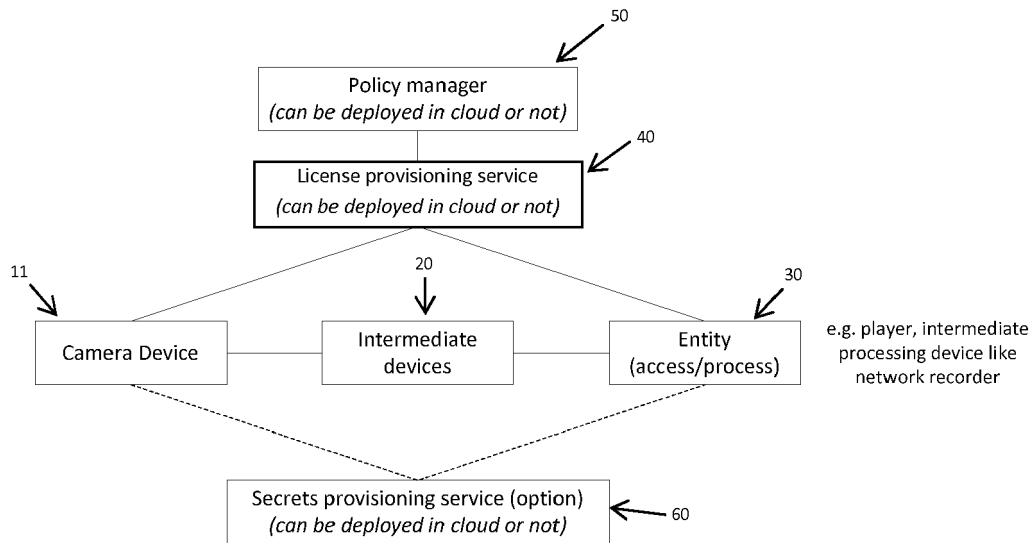 50
Policy manager
(can be deployed in cloud or not)
40
License provisioning service
(can be deployed in cloud or not)
11
20
30
Camera Device
Intermediate
devices
Entity
(access/process)
e.g. player, intermediate
processing device like
network recorder
Secrets provisioning service (option)
(can be deployed in cloud or not)
60